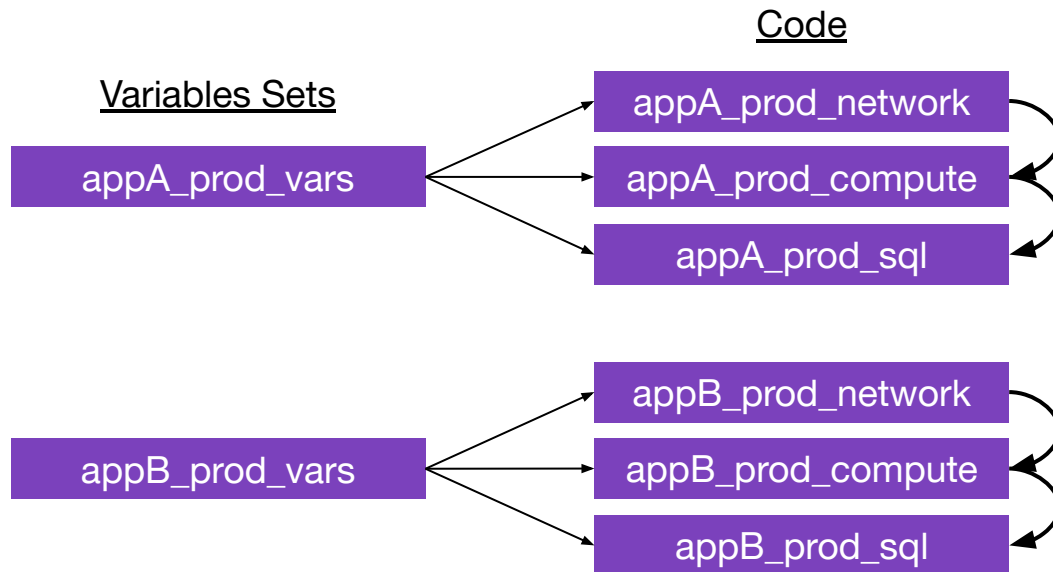 Code
Variables Sets
appA_prod_network
appA_prod_vars
appA_prod_compute
appA_prod_sql
appB_prod_network
appB_prod_vars
appB_prod_compute
appB_prod_sql